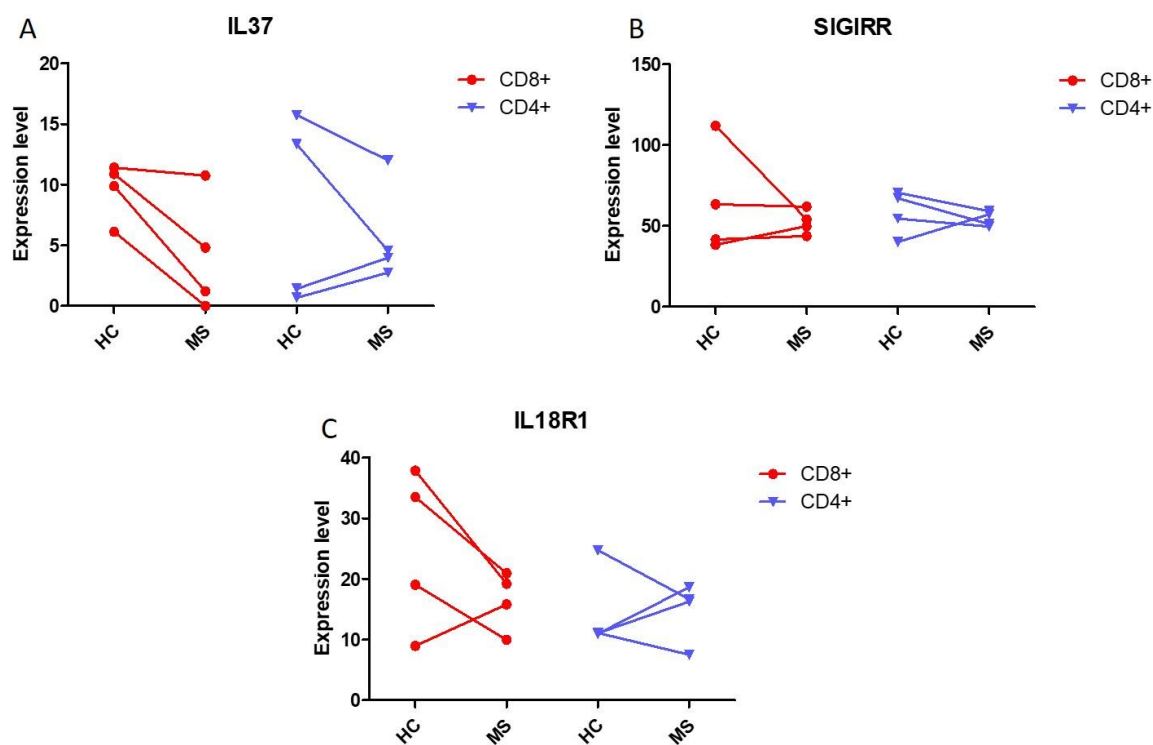 A
IL37
Expression level
20
15
10
5
0
HC
MS
HC
MS
CD8+
CD4+
B
SIGIRR
Expression level
150
100
50
0
HC
MS
HC
MS
CD8+
CD4+
C
IL18R1
Expression level
40
30
20
10
0
HC
MS
HC
MS
CD8+
CD4+